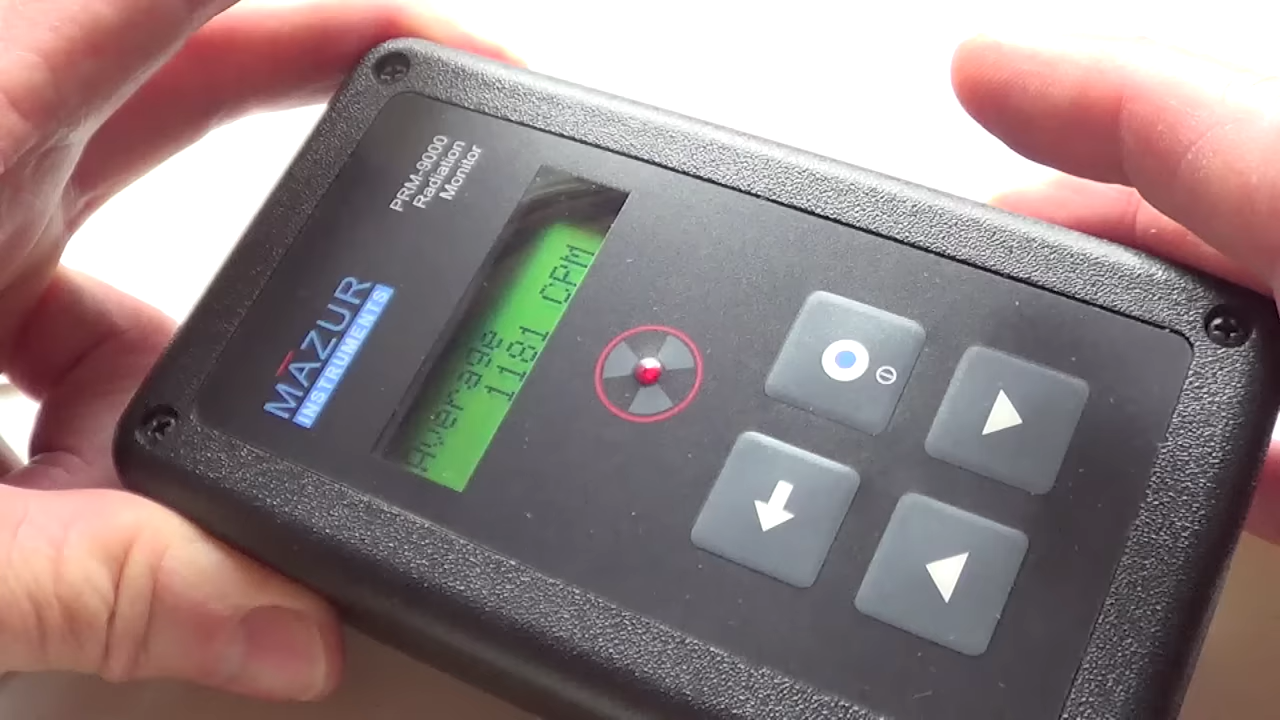 MAZUR
INSTRUMENTS
PRM-9000
Radiation
Monitor
Average
1181 CPM